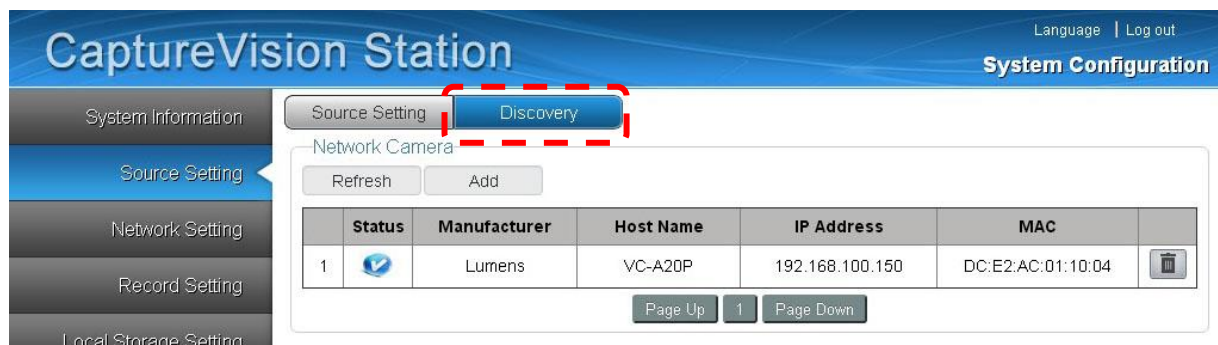 CaptureVision Station
Language | Log out
System Configuration
System Information
Source Setting
Network Setting
Record Setting
Local Storage Setting
Source Setting Discovery
Network Camera
Refresh Add
Status Manufacturer Host Name IP Address MAC
1 Lumens VC-A20P 192.168.100.150 DC:E2:AC:01:10:04
Page Up 1 Page Down